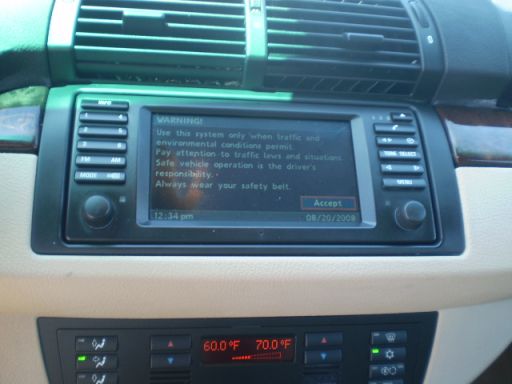 INFO
WARNING!
Use this system only when traffic and
environmental conditions permit.
Pay attention to traffic laws and situations.
Safe vehicle operation is the driver's
responsibility.
Always wear your safety belt.
Accept
12:34 pm 08/20/2008
FM AM
MODE
TONE SELECT
MENU
60.0°F 70.0°F